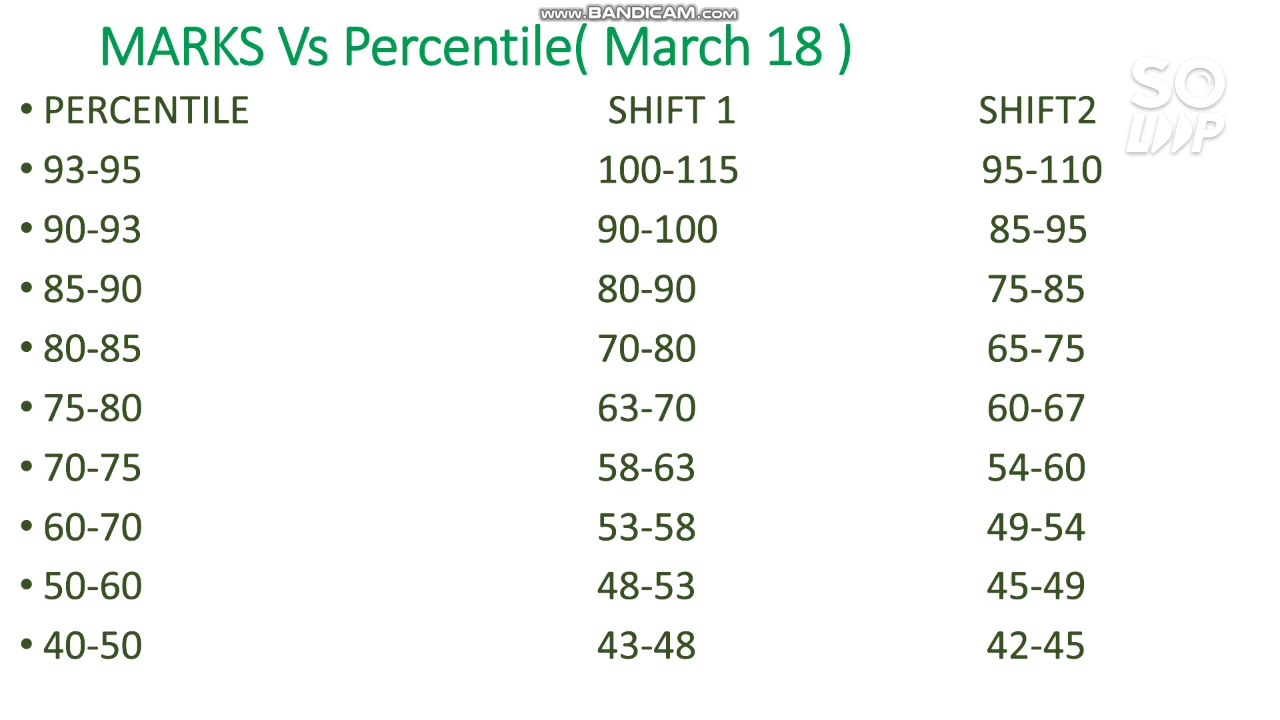 www.BANDICAM.com
MARKS Vs Percentile( March 18 )
SO
LOOP
• PERCENTILE SHIFT 1 SHIFT2
• 93-95 100-115 95-110
• 90-93 90-100 85-95
• 85-90 80-90 75-85
• 80-85 70-80 65-75
• 75-80 63-70 60-67
• 70-75 58-63 54-60
• 60-70 53-58 49-54
• 50-60 48-53 45-49
• 40-50 43-48 42-45